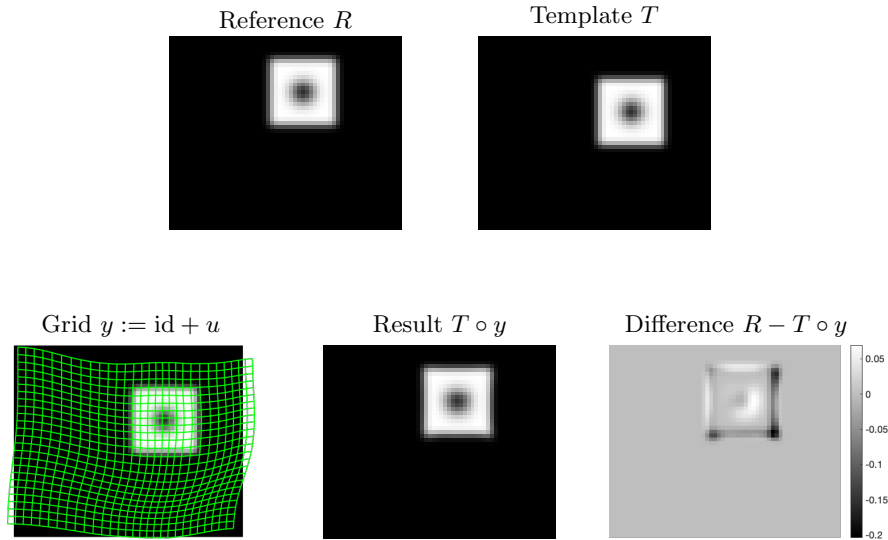 Reference R
Template T
Grid y := id + u
Result T ∘ y
Difference R − T ∘ y
0.05
0
-0.05
-0.1
-0.15
-0.2